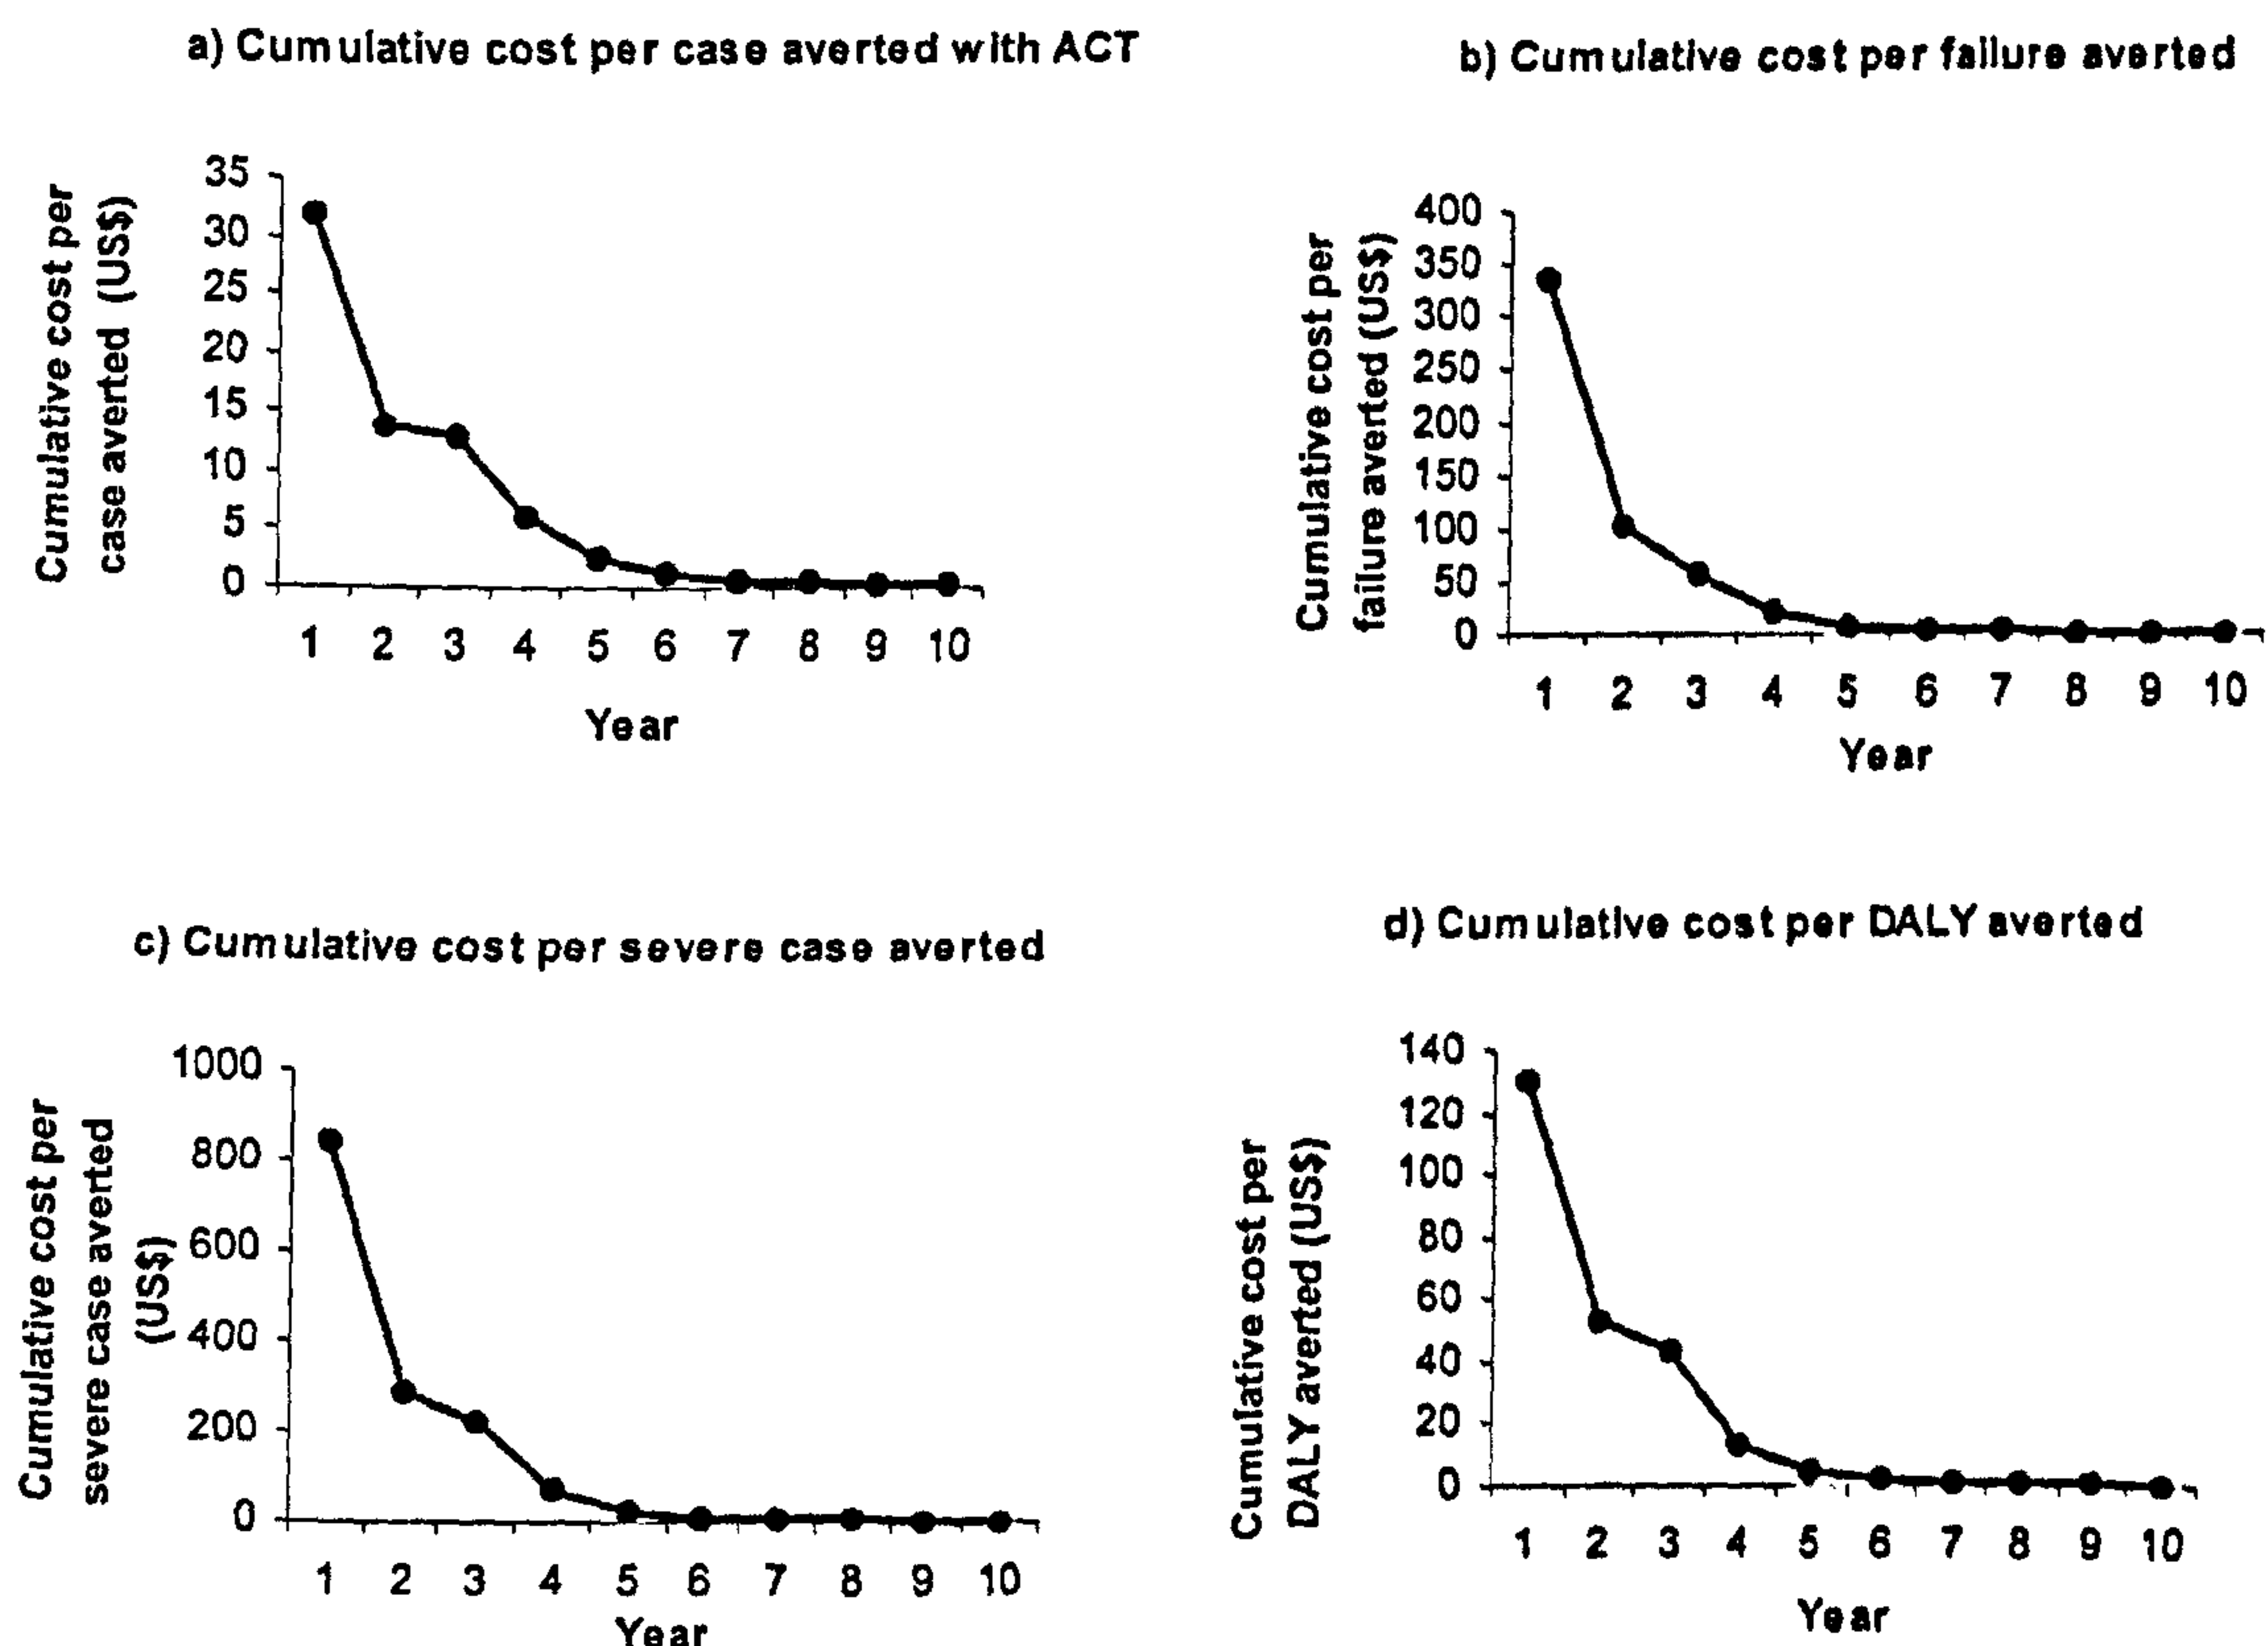 a) Cumulative cost per case averted with ACT
Cumulative cost per
case averted (US$)
35
30
25
20
15
10
5
0
1 2 3 4 5 6 7 8 9 10
Year
b) Cumulative cost per failure averted
Cumulative cost per
failure averted (US$)
400
350
300
250
200
150
100
50
0
1 2 3 4 5 6 7 8 9 10
Year
c) Cumulative cost per severe case averted
Cumulative cost per
severe case averted
(US$)
1000
800
600
400
200
0
1 2 3 4 5 6 7 8 9 10
Year
d) Cumulative cost per DALY averted
Cumulative cost per
DALY averted (US$)
140
120
100
80
60
40
20
0
1 2 3 4 5 6 7 8 9 10
Year